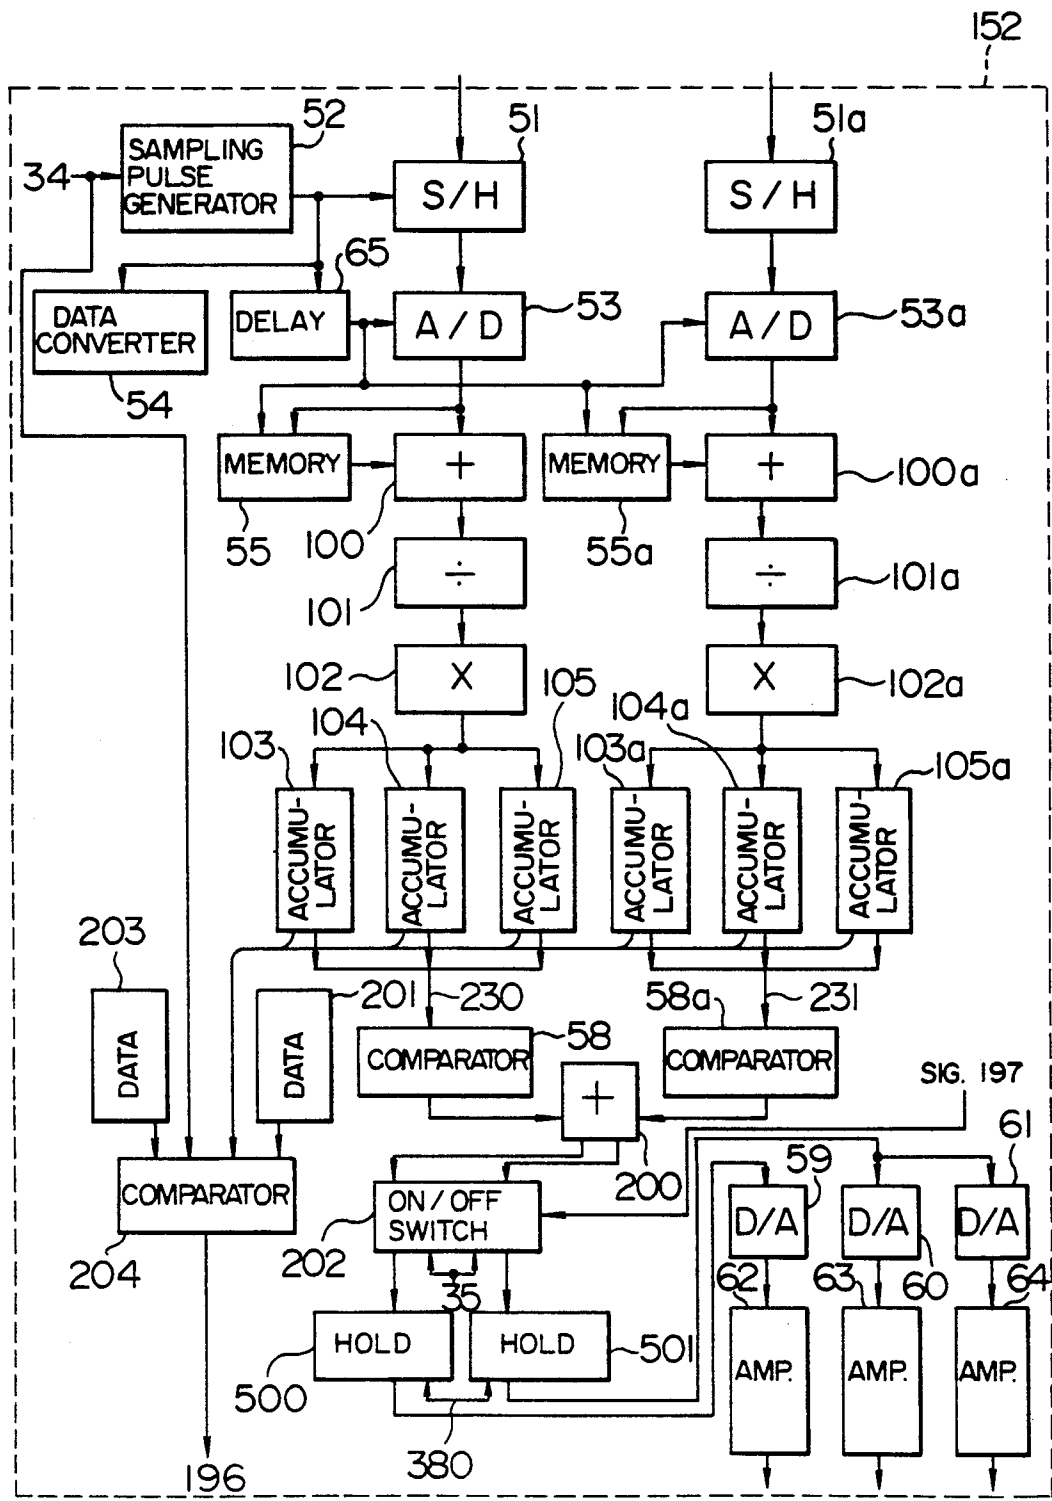 152
52
51
51a
34
SAMPLING
PULSE
GENERATOR
S/H
S/H
65
DATA
CONVERTER
DELAY
A/D
53
A/D
53a
54
MEMORY
+
MEMORY
+
100a
55
100
55a
÷
÷
101a
101
102
X
105
X
102a
103
104
103a
104a
105a
ACCUMU-
LATOR
ACCUMU-
LATOR
ACCUMU-
LATOR
ACCUMU-
LATOR
ACCUMU-
LATOR
ACCUMU-
LATOR
203
201
230
58a
231
DATA
DATA
COMPARATOR
58
COMPARATOR
SIG. 197
+
61
COMPARATOR
200
59
ON/OFF
SWITCH
D/A
D/A
D/A
204
202
35
62
63
60
64
HOLD
HOLD
501
500
AMP.
AMP.
AMP.
380
196